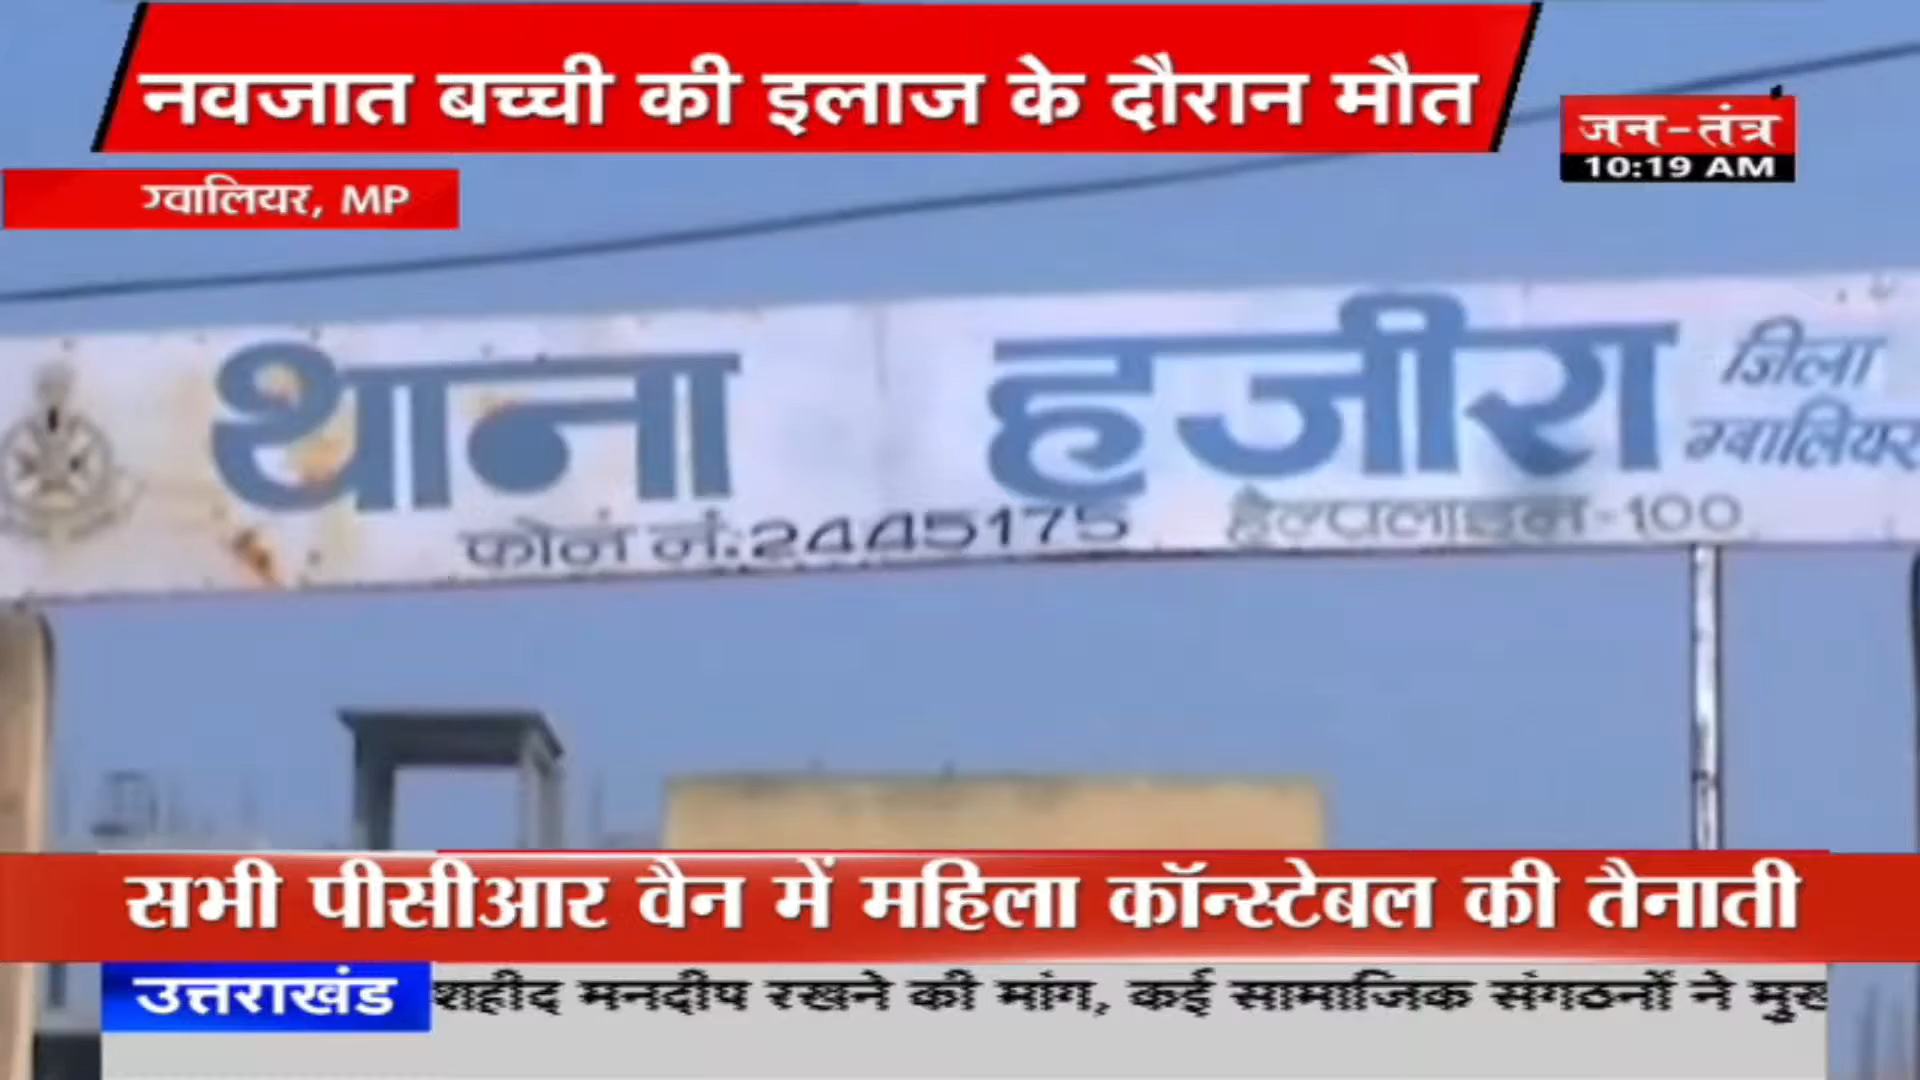 नवजात बच्ची की इलाज के दौरान मौत
जन-तंत्र
10:19 AM
ग्वालियर, MP
थाना हजीरा
जिला
ग्वालियर
फोन नं:2445175 हेल्पलाइन-100
सभी पीसीआर वैन में महिला कॉन्स्टेबल की तैनाती
उत्तराखंड शहीद मनदीप रखने की मांग, कई सामाजिक संगठनों ने